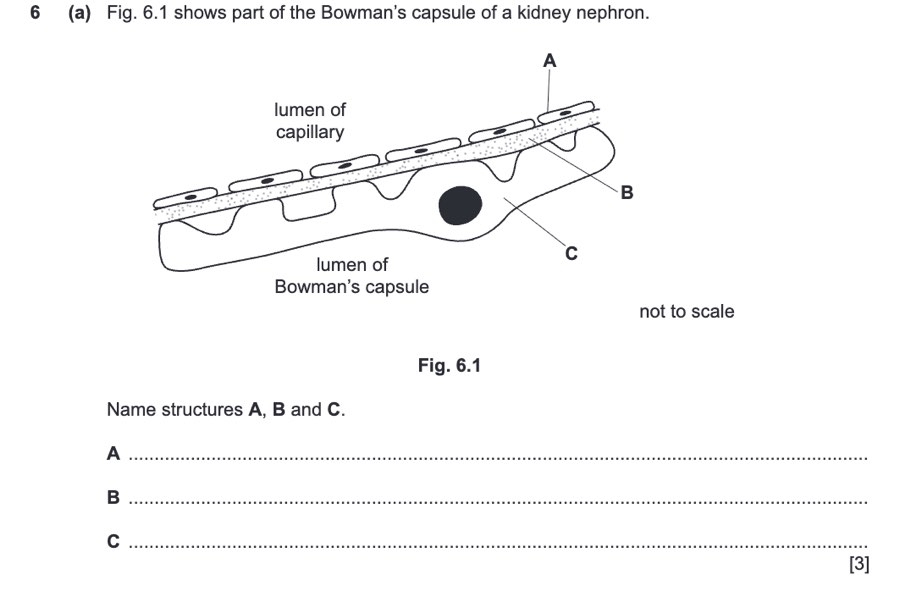 6 (a) Fig. 6.1 shows part of the Bowman’s capsule of a kidney nephron.
A
lumen of
capillary
B
C
lumen of
Bowman’s capsule
not to scale
Fig. 6.1
Name structures A, B and C.
A ................................................................................................................................................
B ................................................................................................................................................
C ................................................................................................................................................
[3]